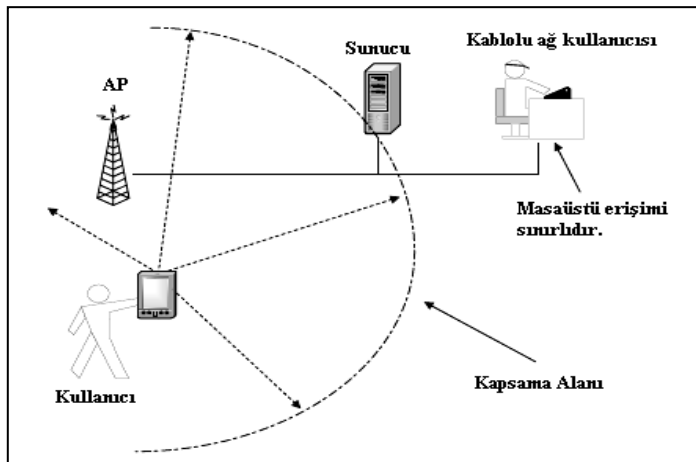 Kablolu ağ kullanıcısı
Sunucu
AP
Masaüstü erişimi
sınırlıdır.
Kullanıcı
Kapsama Alanı